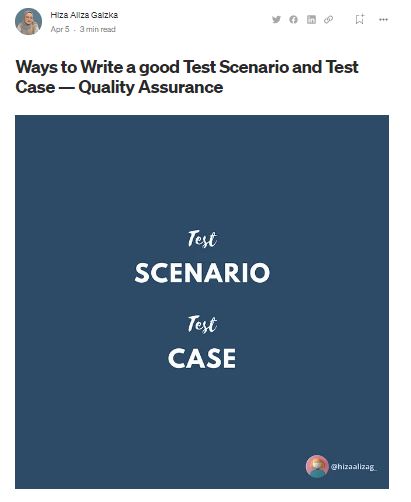 Hiza Aliza Gaizka
Apr 5 · 3 min read
Ways to Write a good Test Scenario and Test
Case — Quality Assurance
Test
SCENARIO
Test
CASE
@hizaalizag_